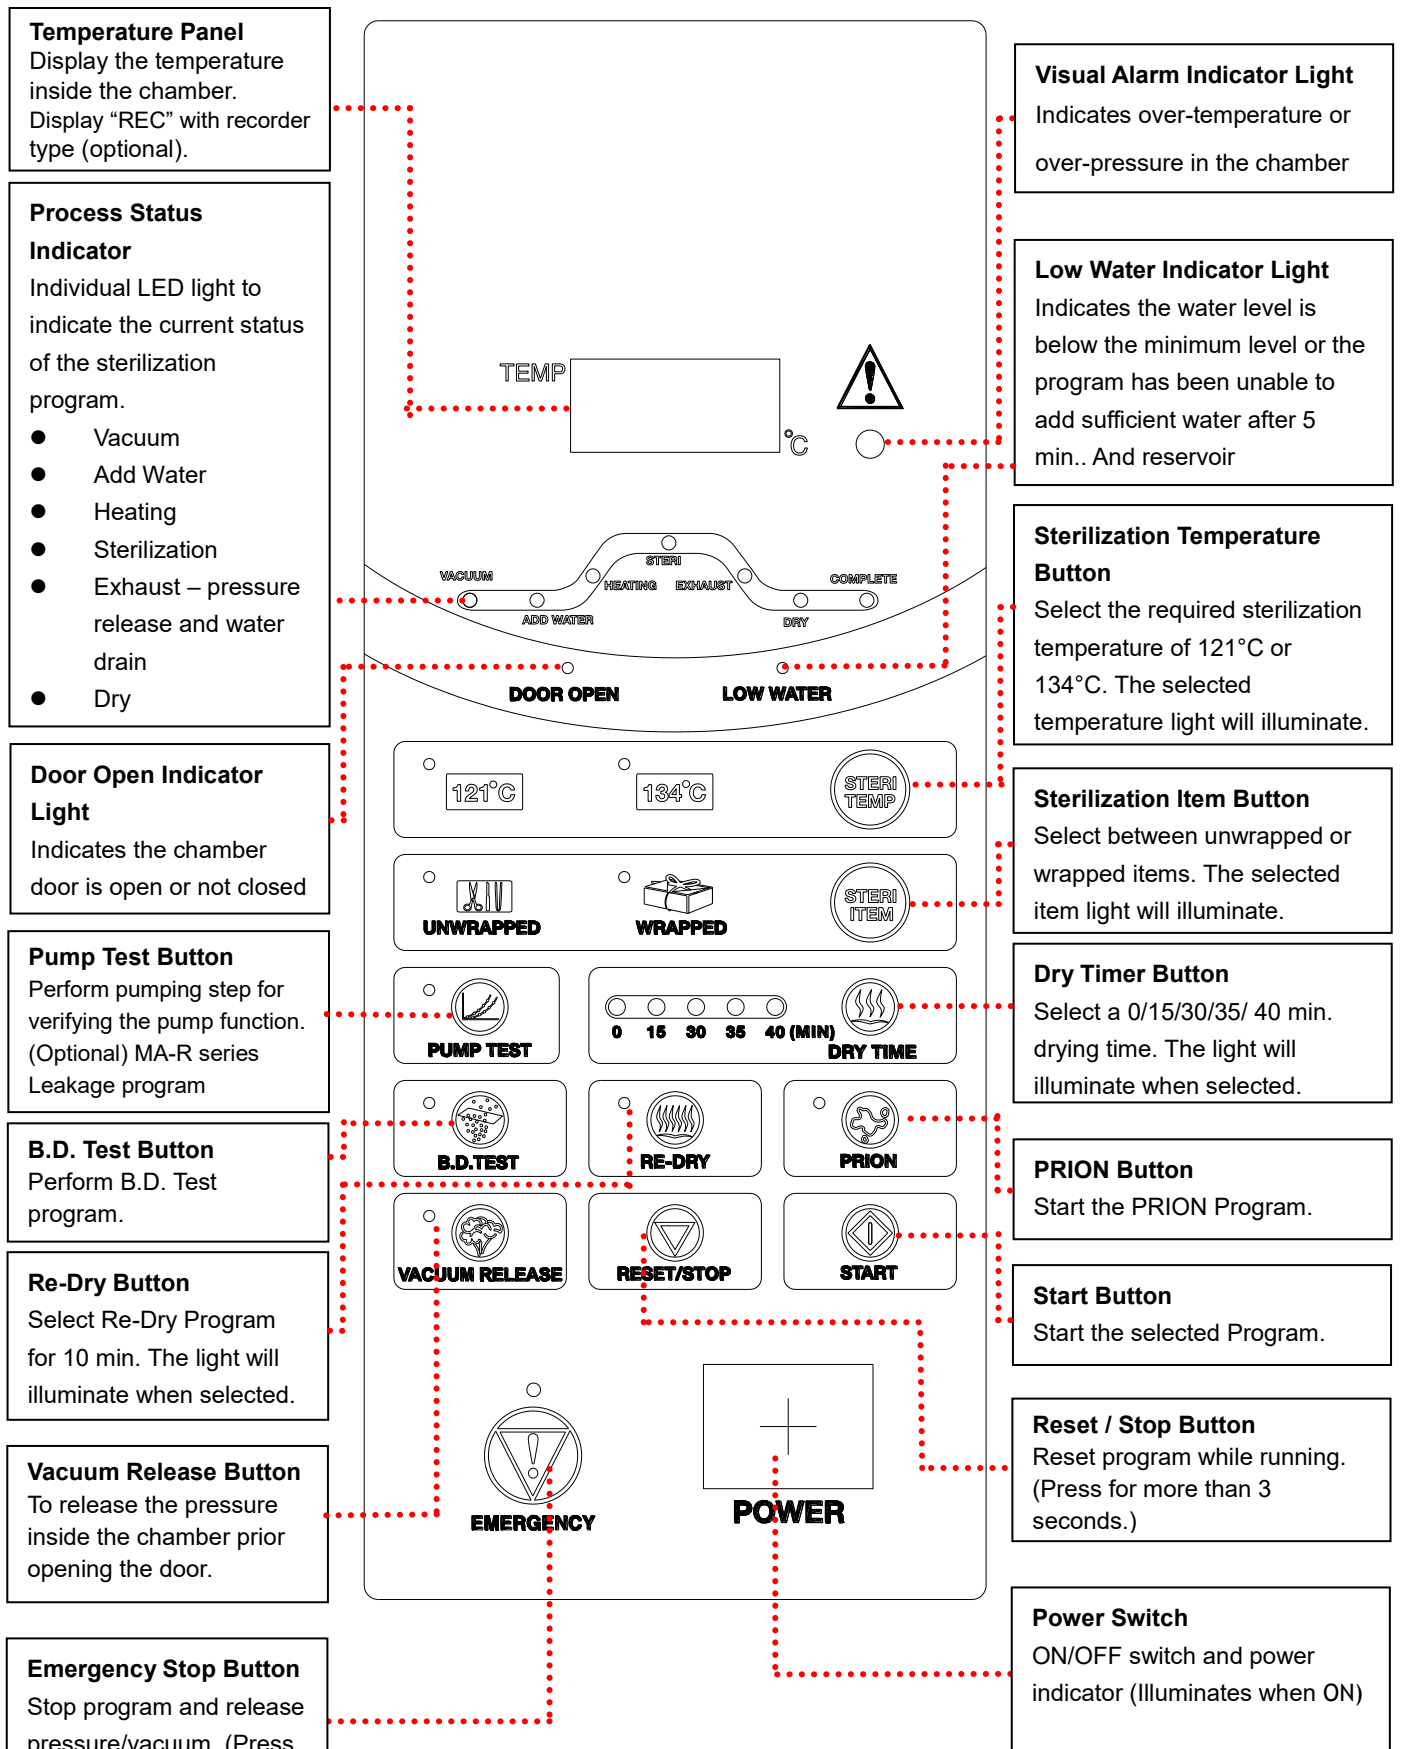 Temperature Panel
Display the temperature
inside the chamber.
Display “REC” with recorder
type (optional).
Process Status
Indicator
Individual LED light to
indicate the current status
of the sterilization
program.
● Vacuum
● Add Water
● Heating
● Sterilization
● Exhaust – pressure
release and water
drain
● Dry
Door Open Indicator
Light
Indicates the chamber
door is open or not closed
Pump Test Button
Perform pumping step for
verifying the pump function.
(Optional) MA-R series
Leakage program
B.D. Test Button
Perform B.D. Test
program.
Re-Dry Button
Select Re-Dry Program
for 10 min. The light will
illuminate when selected.
Vacuum Release Button
To release the pressure
inside the chamber prior
opening the door.
Emergency Stop Button
Stop program and release
pressure/vacuum. (Press
TEMP
°C
STERI
VACUUM
HEATING EXHAUST
COMPLETE
ADD WATER
DRY
DOOR OPEN
LOW WATER
121°C
134°C
STERI
TEMP
UNWRAPPED
WRAPPED
STERI
ITEM
PUMP TEST
0 15 30 35 40 (MIN)
DRY TIME
B.D.TEST
RE-DRY
PRION
VACUUM RELEASE
RESET/STOP
START
EMERGENCY
POWER
Visual Alarm Indicator Light
Indicates over-temperature or
over-pressure in the chamber
Low Water Indicator Light
Indicates the water level is
below the minimum level or the
program has been unable to
add sufficient water after 5
min.. And reservoir
Sterilization Temperature
Button
Select the required sterilization
temperature of 121°C or
134°C. The selected
temperature light will illuminate.
Sterilization Item Button
Select between unwrapped or
wrapped items. The selected
item light will illuminate.
Dry Timer Button
Select a 0/15/30/35/ 40 min.
drying time. The light will
illuminate when selected.
PRION Button
Start the PRION Program.
Start Button
Start the selected Program.
Reset / Stop Button
Reset program while running.
(Press for more than 3
seconds.)
Power Switch
ON/OFF switch and power
indicator (Illuminates when ON)